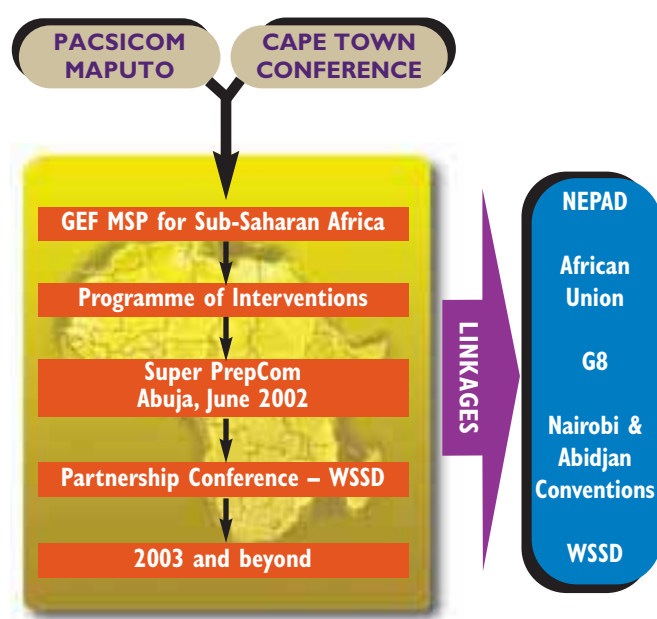 PACSICOM
MAPUTO
CAPE TOWN
CONFERENCE
GEF MSP for Sub-Saharan Africa
Programme of Interventions
Super PrepCom
Abuja, June 2002
Partnership Conference – WSSD
2003 and beyond
LINKAGES
NEPAD
African
Union
G8
Nairobi &
Abidjan
Conventions
WSSD